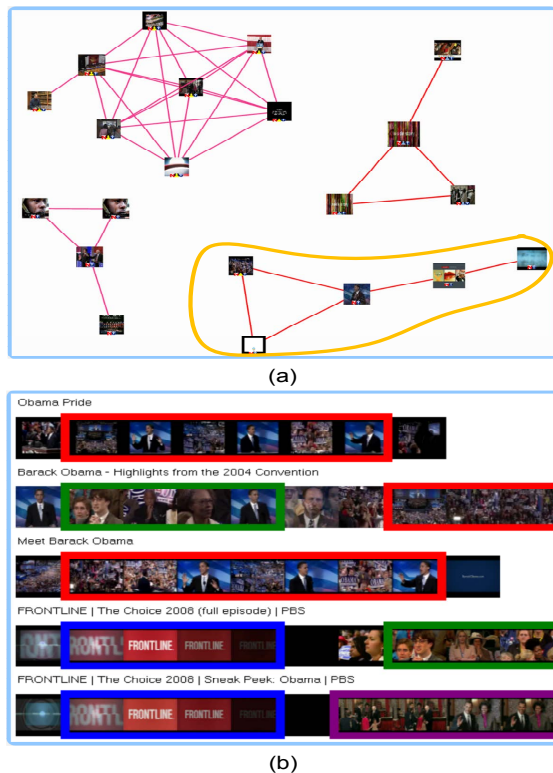 (a)
Obama Pride
Barack Obama - Highlights from the 2004 Convention
Meet Barack Obama
FRONTLINE | The Choice 2008 (full episode) | PBS
FRONTLINE
FRONTLINE
FRONTLINE | The Choice 2008 | Sneak Peek: Obama | PBS
FRONTLINE
FRONTLINE
(b)